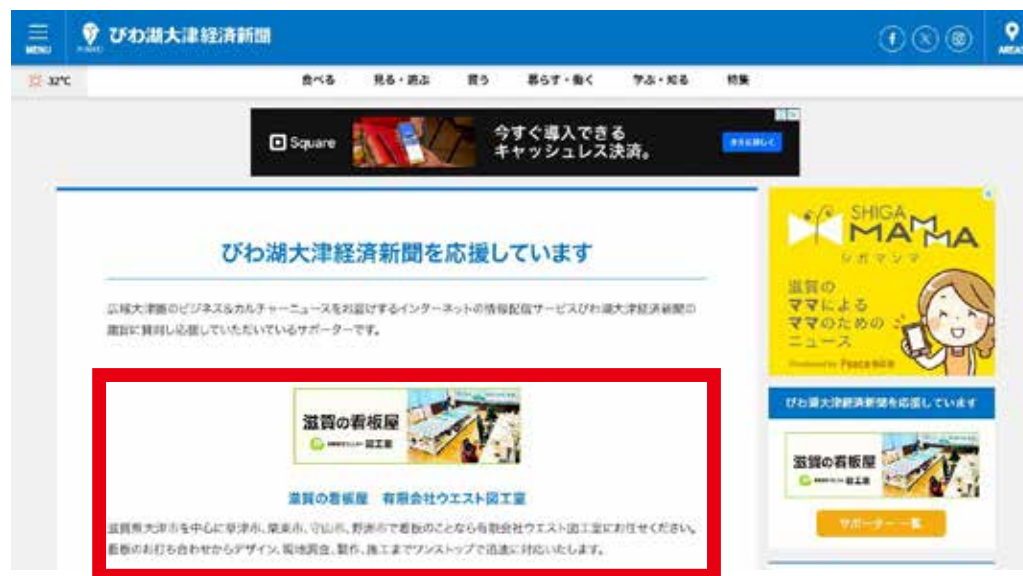 MENU
びわ湖大津経済新聞
32℃
食べる 見る・遊ぶ 買う 暮らす・働く 学ぶ・知る 特集
Square
今すぐ導入できる
キャッシュレス決済。
びわ湖大津経済新聞を応援しています
広域大津圏のビジネス&カルチャーニュースをお届けするインターネットの情報配信サービスびわ湖大津経済新聞の
趣旨に賛同し応援していただいているサポーターです。
滋賀の看板屋
図工室
滋賀の看板屋 有限会社ウエスト図工室
滋賀県大津市を中心に草津市、栗東市、守山市、野洲市で看板のことなら有限会社ウエスト図工室にお任せください。
看板のお打ち合わせからデザイン、現地調査、製作、施工までワンストップで迅速に対応いたします。
SHIGA
MAMMA
シガマンマ
滋賀の
ママによる
ママのための
ニュース
びわ湖大津経済新聞を応援しています
滋賀の看板屋
図工室
サポーター一覧